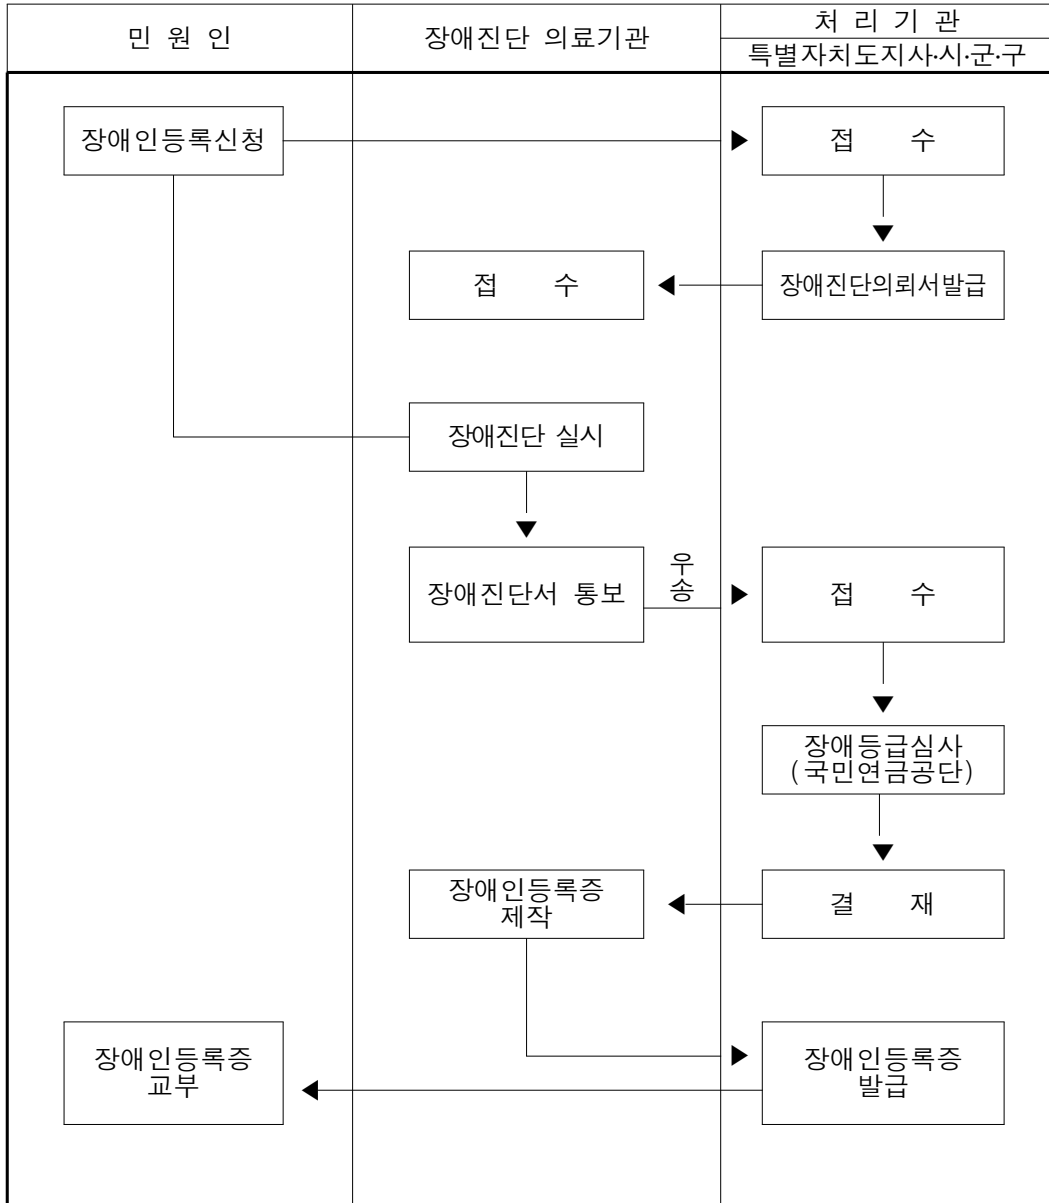 민 원 인
장애진단 의료기관
처 리 기 관
특별자치도지사·시·군·구
장애인등록신청
접 수
접 수
장애진단의뢰서발급
장애진단 실시
장애진단서 통보
우송
접 수
장애등급심사
(국민연금공단)
장애인등록증
제작
결 재
장애인등록증
교부
장애인등록증
발급